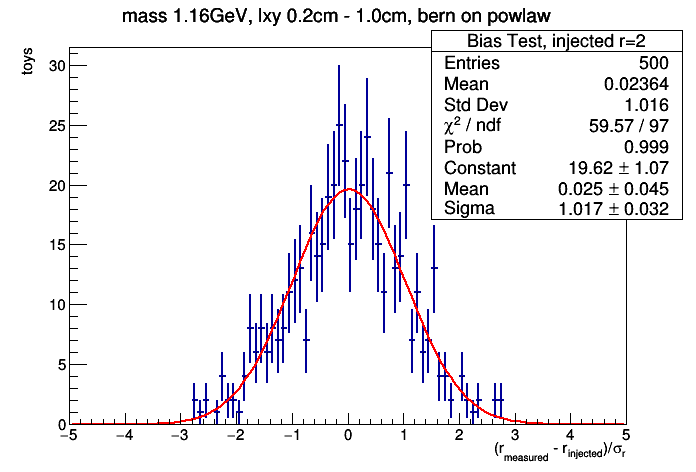 mass 1.16GeV, lxy 0.2cm - 1.0cm, bern on powlaw
Bias Test, injected r=2
Entries 500
Mean 0.02364
Std Dev 1.016
χ² / ndf 59.57 / 97
Prob 0.999
Constant 19.62 ± 1.07
Mean 0.025 ± 0.045
Sigma 1.017 ± 0.032
toys
30
25
20
15
10
5
0
−5 −4 −3 −2 −1 0 1 2 3 4 5
(r_measured - r_injected)/σ_r